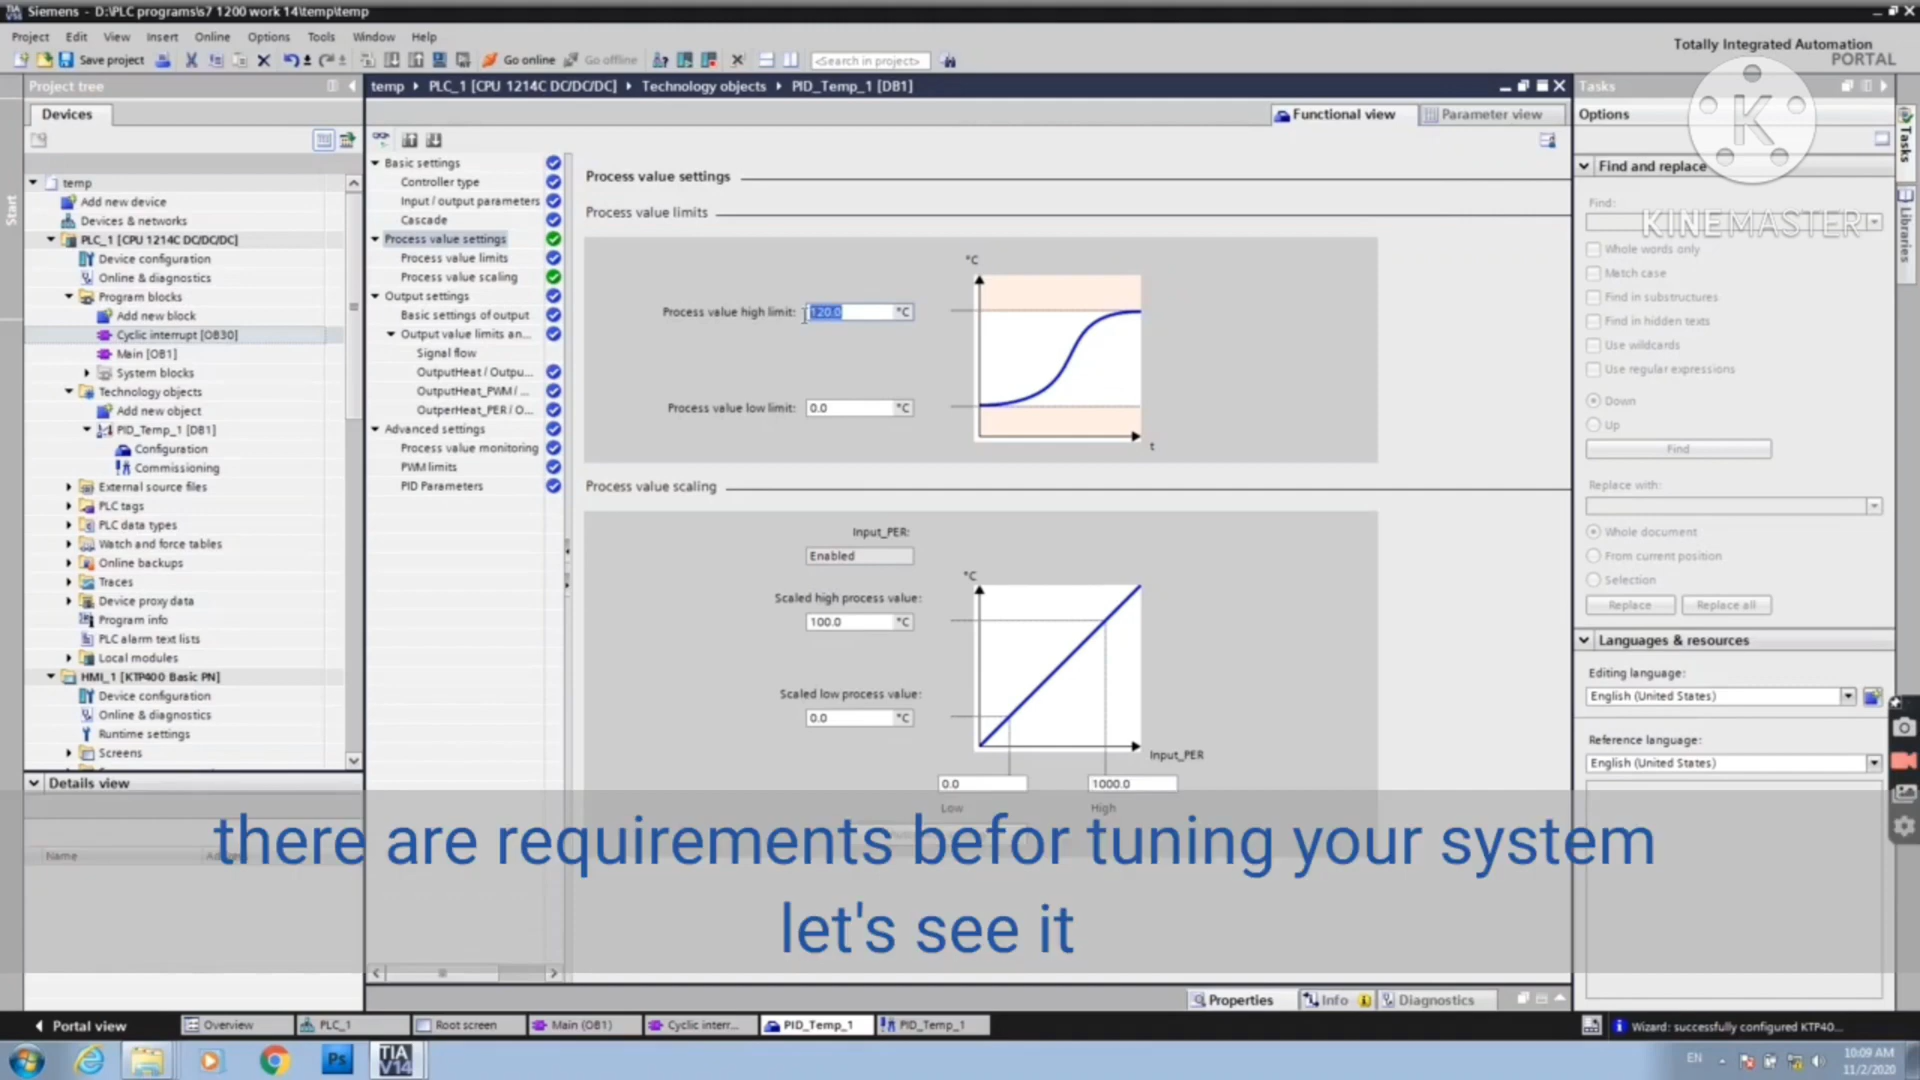 Siemens - D:\PLC programs\s7 1200 work 14\temp\temp
Project Edit View Insert Online Options Tools Window Help
Totally Integrated Automation
PORTAL
Save project
Go online
Go offline
<Search in project>
Project tree
temp
PLC_1 [CPU 1214C DC/DC/DC]
Technology objects
PID_Temp_1 [DB1]
Tasks
Devices
Functional view
Parameter view
Options
K
KINEMASTER
Start
temp
Add new device
Devices & networks
PLC_1 [CPU 1214C DC/DC/DC]
Device configuration
Online & diagnostics
Program blocks
Add new block
Cyclic interrupt [OB30]
Main [OB1]
System blocks
Technology objects
Add new object
PID_Temp_1 [DB1]
Configuration
Commissioning
External source files
PLC tags
PLC data types
Watch and force tables
Online backups
Traces
Device proxy data
Program info
PLC alarm text lists
Local modules
HMI_1 [KTP400 Basic PN]
Device configuration
Online & diagnostics
Runtime settings
Screens
Details view
Name
Basic settings
Controller type
Input / output parameters
Cascade
Process value settings
Process value limits
Process value scaling
Output settings
Basic settings of output
Output value limits an...
Signal flow
OutputHeat / Outpu...
OutputHeat_PWM / ...
OutperHeat_PER / O...
Advanced settings
Process value monitoring
PWM limits
PID Parameters
Process value settings
Process value limits
°C
Process value high limit: 120.0 °C
Process value low limit: 0.0 °C
t
Process value scaling
Input_PER:
Enabled
°C
Scaled high process value:
100.0 °C
Scaled low process value:
0.0 °C
Input_PER
0.0
1000.0
Low
High
Find and replace
Find:
Whole words only
Match case
Find in substructures
Find in hidden texts
Use wildcards
Use regular expressions
Down
Up
Find
Replace with:
Whole document
From current position
Selection
Replace
Replace all
Languages & resources
Editing language:
English (United States)
Reference language:
English (United States)
Tasks
Libraries
there are requirements befor tuning your system
let's see it
Properties
Info
Diagnostics
Portal view
Overview
PLC_1
Root screen
Main (OB1)
Cyclic interr...
PID_Temp_1
PID_Temp_1
Wizard: successfully configured KTP40...
Ps
TIA
V14
EN
10:09 AM
11/2/2020